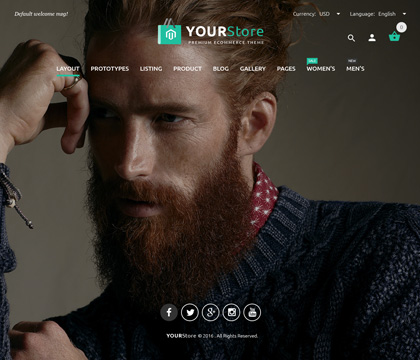 Default welcome msg!
Currency: USD
Language: English
0
YOURStore
PREMIUM ECOMMERCE THEME
SALE
NEW
LAYOUT PROTOTYPES LISTING PRODUCT BLOG GALLERY PAGES WOMEN'S MEN'S
YOURStore © 2016 . All Rights Reserved.